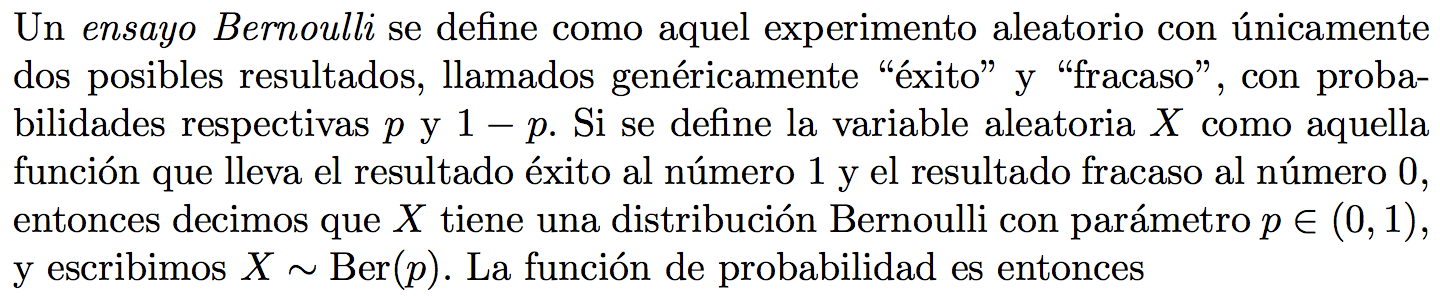 Un ensayo Bernoulli se define como aquel experimento aleatorio con únicamente
dos posibles resultados, llamados genéricamente “éxito” y “fracaso”, con proba-
bilidades respectivas p y 1 − p. Si se define la variable aleatoria X como aquella
función que lleva el resultado éxito al número 1 y el resultado fracaso al número 0,
entonces decimos que X tiene una distribución Bernoulli con parámetro p ∈ (0, 1),
y escribimos X ∼ Ber(p). La función de probabilidad es entonces